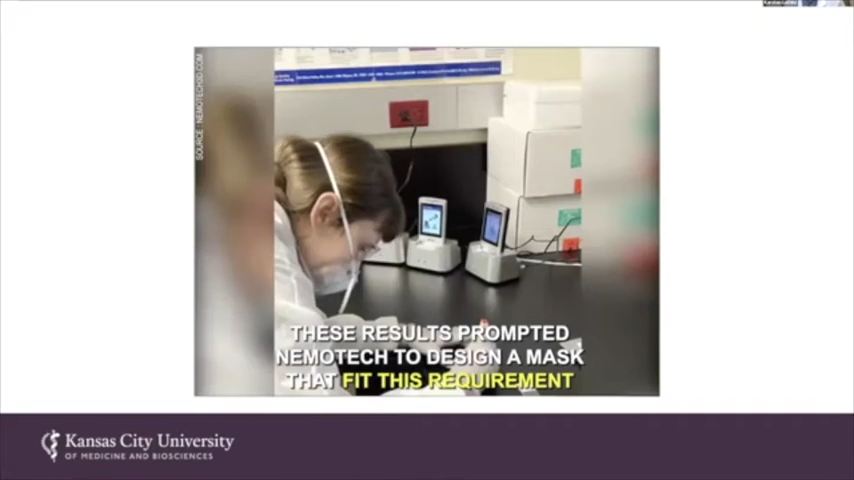 SOURCE : NEMOTECH3D.COM
THESE RESULTS PROMPTED
NEMOTECH TO DESIGN A MASK
THAT FIT THIS REQUIREMENT
Kansas City University
OF MEDICINE AND BIOSCIENCES